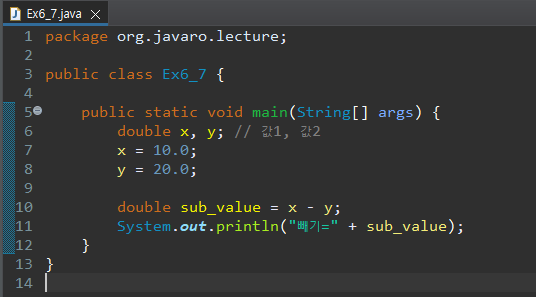 Ex6_7.java
1 package org.javaro.lecture;
2
3 public class Ex6_7 {
4
5     public static void main(String[] args) {
6         double x, y; // 값1, 값2
7         x = 10.0;
8         y = 20.0;
9
10         double sub_value = x - y;
11         System.out.println("빼기=" + sub_value);
12     }
13 }
14